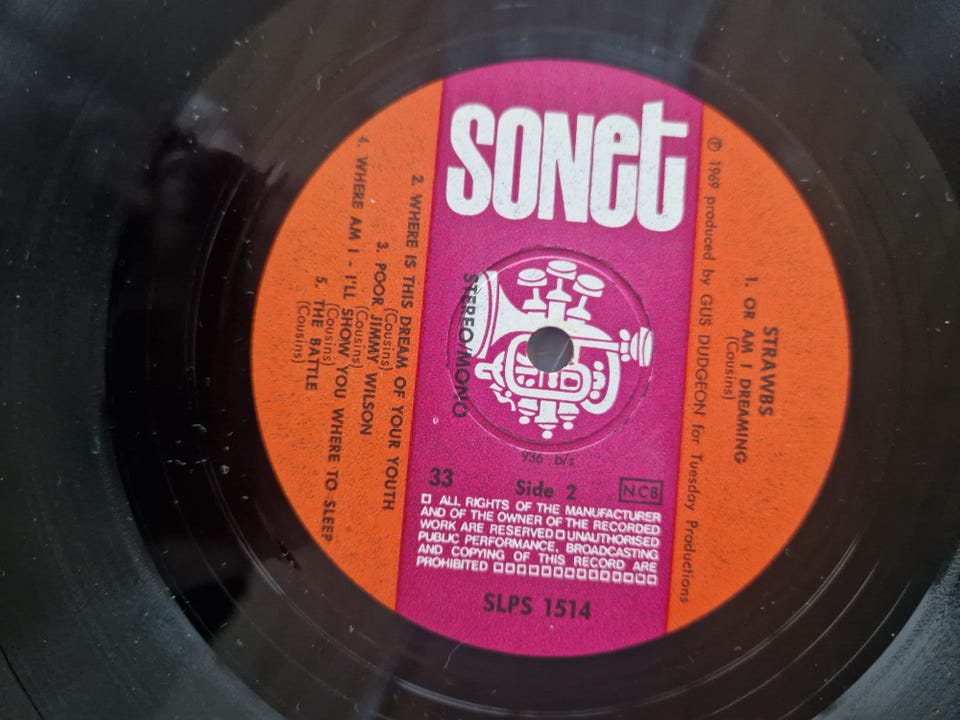 SONet
℗ 1969 produced by GUS DUDGEON for Tuesday Productions
STRAWBS
1. OR AM I DREAMING
(Cousins)
STEREO/MONO
936 b/s
33 Side 2 NCB
ALL RIGHTS OF THE MANUFACTURER
AND OF THE OWNER OF THE RECORDED
WORK ARE RESERVED UNAUTHORISED
PUBLIC PERFORMANCE, BROADCASTING
AND COPYING OF THIS RECORD ARE
PROHIBITED
SLPS 1514
2. WHERE IS THIS DREAM OF YOUR YOUTH
(Cousins)
3. POOR JIMMY WILSON
(Cousins)
4. WHERE AM I - I'LL SHOW YOU WHERE TO SLEEP
(Cousins)
5. THE BATTLE
(Cousins)